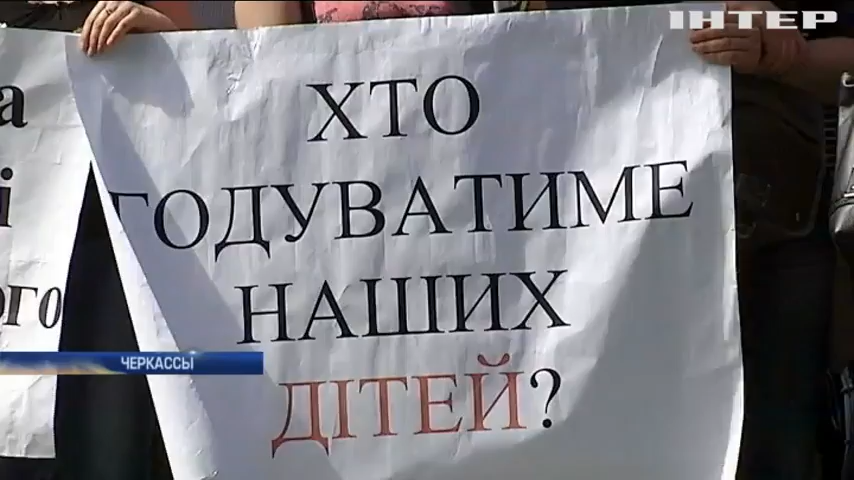 ІНТЕР
ХТО
ГОДУВАТИМЕ
НАШИХ
ДІТЕЙ?
ЧЕРКАССЫ